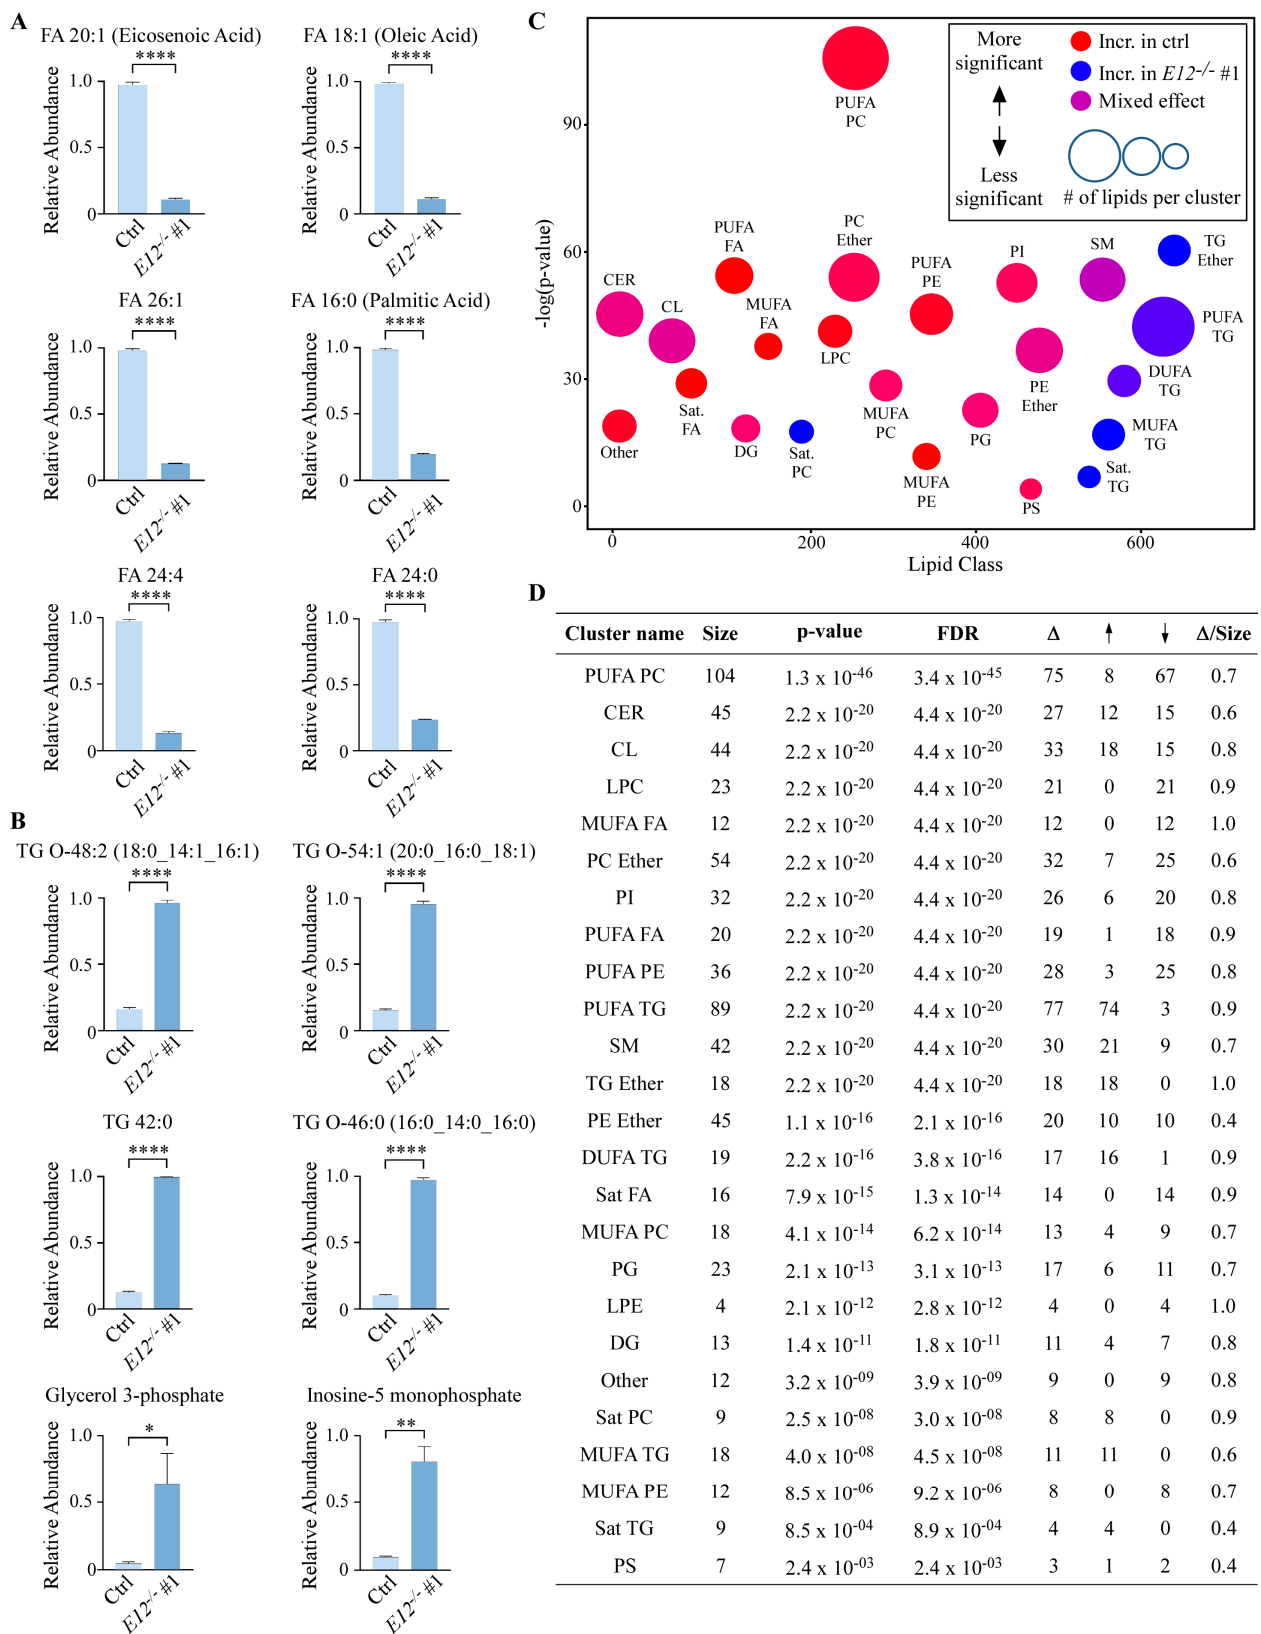 A
FA 20:1 (Eicosenoic Acid)
****
Relative Abundance
1.0
0.5
0
Ctrl
E12-/- #1
FA 18:1 (Oleic Acid)
****
Relative Abundance
1.0
0.5
0
Ctrl
E12-/- #1
FA 26:1
****
Relative Abundance
1.0
0.5
0
Ctrl
E12-/- #1
FA 16:0 (Palmitic Acid)
****
Relative Abundance
1.0
0.5
0
Ctrl
E12-/- #1
FA 24:4
****
Relative Abundance
1.0
0.5
0
Ctrl
E12-/- #1
FA 24:0
****
Relative Abundance
1.0
0.5
0
Ctrl
E12-/- #1
B
TG O-48:2 (18:0_14:1_16:1)
****
Relative Abundance
1.0
0.5
0
Ctrl
E12-/- #1
TG O-54:1 (20:0_16:0_18:1)
****
Relative Abundance
1.0
0.5
0
Ctrl
E12-/- #1
TG 42:0
****
Relative Abundance
1.0
0.5
0
Ctrl
E12-/- #1
TG O-46:0 (16:0_14:0_16:0)
****
Relative Abundance
1.0
0.5
0
Ctrl
E12-/- #1
Glycerol 3-phosphate
*
Relative Abundance
1.0
0.5
0
Ctrl
E12-/- #1
Inosine-5 monophosphate
**
Relative Abundance
1.0
0.5
0
Ctrl
E12-/- #1
C
-log(p-value)
90
60
30
0
0
200
400
600
Lipid Class
More
significant
Less
significant
Incr. in ctrl
Incr. in E12-/- #1
Mixed effect
# of lipids per cluster
PUFA
PC
PUFA
FA
PC
Ether
PUFA
PE
PI
SM
TG
Ether
CER
CL
MUFA
FA
LPC
PUFA
TG
PE
Ether
DUFA
TG
Sat.
FA
MUFA
PC
PG
Other
DG
Sat.
PC
MUFA
PE
PS
MUFA
TG
Sat.
TG
D
Cluster name Size p-value FDR Δ ↑ ↓ Δ/Size
PUFA PC 104 1.3 x 10-46 3.4 x 10-45 75 8 67 0.7
CER 45 2.2 x 10-20 4.4 x 10-20 27 12 15 0.6
CL 44 2.2 x 10-20 4.4 x 10-20 33 18 15 0.8
LPC 23 2.2 x 10-20 4.4 x 10-20 21 0 21 0.9
MUFA FA 12 2.2 x 10-20 4.4 x 10-20 12 0 12 1.0
PC Ether 54 2.2 x 10-20 4.4 x 10-20 32 7 25 0.6
PI 32 2.2 x 10-20 4.4 x 10-20 26 6 20 0.8
PUFA FA 20 2.2 x 10-20 4.4 x 10-20 19 1 18 0.9
PUFA PE 36 2.2 x 10-20 4.4 x 10-20 28 3 25 0.8
PUFA TG 89 2.2 x 10-20 4.4 x 10-20 77 74 3 0.9
SM 42 2.2 x 10-20 4.4 x 10-20 30 21 9 0.7
TG Ether 18 2.2 x 10-20 4.4 x 10-20 18 18 0 1.0
PE Ether 45 1.1 x 10-16 2.1 x 10-16 20 10 10 0.4
DUFA TG 19 2.2 x 10-16 3.8 x 10-16 17 16 1 0.9
Sat FA 16 7.9 x 10-15 1.3 x 10-14 14 0 14 0.9
MUFA PC 18 4.1 x 10-14 6.2 x 10-14 13 4 9 0.7
PG 23 2.1 x 10-13 3.1 x 10-13 17 6 11 0.7
LPE 4 2.1 x 10-12 2.8 x 10-12 4 0 4 1.0
DG 13 1.4 x 10-11 1.8 x 10-11 11 4 7 0.8
Other 12 3.2 x 10-09 3.9 x 10-09 9 0 9 0.8
Sat PC 9 2.5 x 10-08 3.0 x 10-08 8 8 0 0.9
MUFA TG 18 4.0 x 10-08 4.5 x 10-08 11 11 0 0.6
MUFA PE 12 8.5 x 10-06 9.2 x 10-06 8 0 8 0.7
Sat TG 9 8.5 x 10-04 8.9 x 10-04 4 4 0 0.4
PS 7 2.4 x 10-03 2.4 x 10-03 3 1 2 0.4